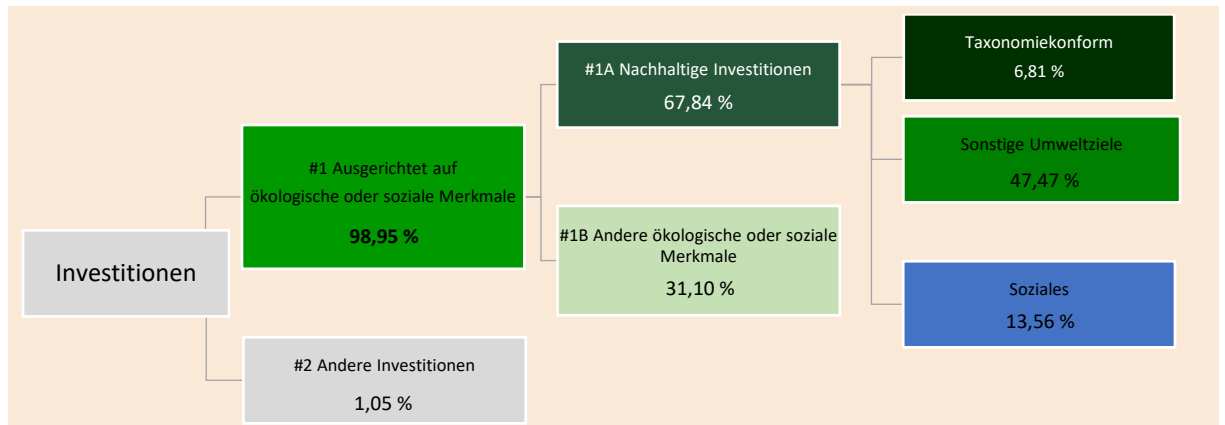 Investitionen
#1 Ausgerichtet auf
ökologische oder soziale Merkmale
98,95 %
#2 Andere Investitionen
1,05 %
#1A Nachhaltige Investitionen
67,84 %
#1B Andere ökologische oder soziale
Merkmale
31,10 %
Taxonomiekonform
6,81 %
Sonstige Umweltziele
47,47 %
Soziales
13,56 %